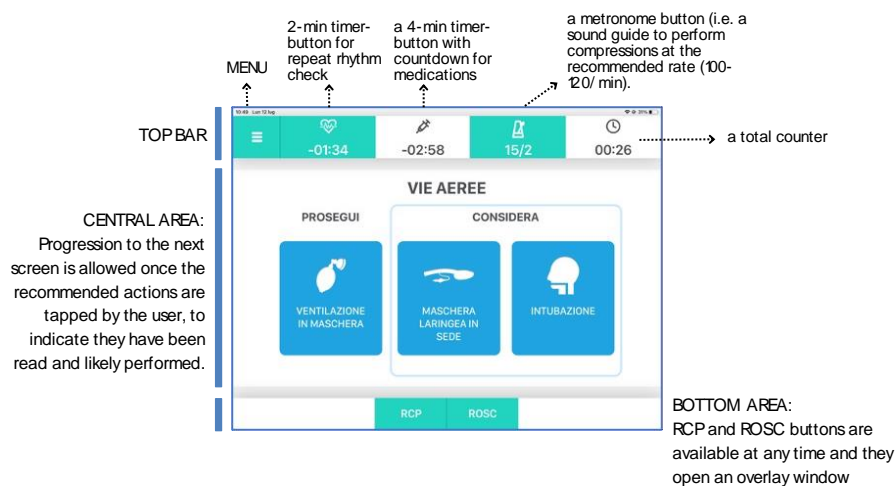 2-min timer-
button for
repeat rhythm
check
a 4-min timer-
button with
countdown for
medications
a metronome button (i.e. a
sound guide to perform
compressions at the
recommended rate (100-
120/ min).
MENU
TOP BAR
10:49 Lun 12 lug
-01:34
-02:58
15/2
00:26
a total counter
VIE AEREE
PROSEGUI
CONSIDERA
VENTILAZIONE
IN MASCHERA
MASCHERA
LARINGEA IN
SEDE
INTUBAZIONE
CENTRAL AREA:
Progression to the next
screen is allowed once the
recommended actions are
tapped by the user, to
indicate they have been
read and likely performed.
RCP
ROSC
BOTTOM AREA:
RCP and ROSC buttons are
available at any time and they
open an overlay window